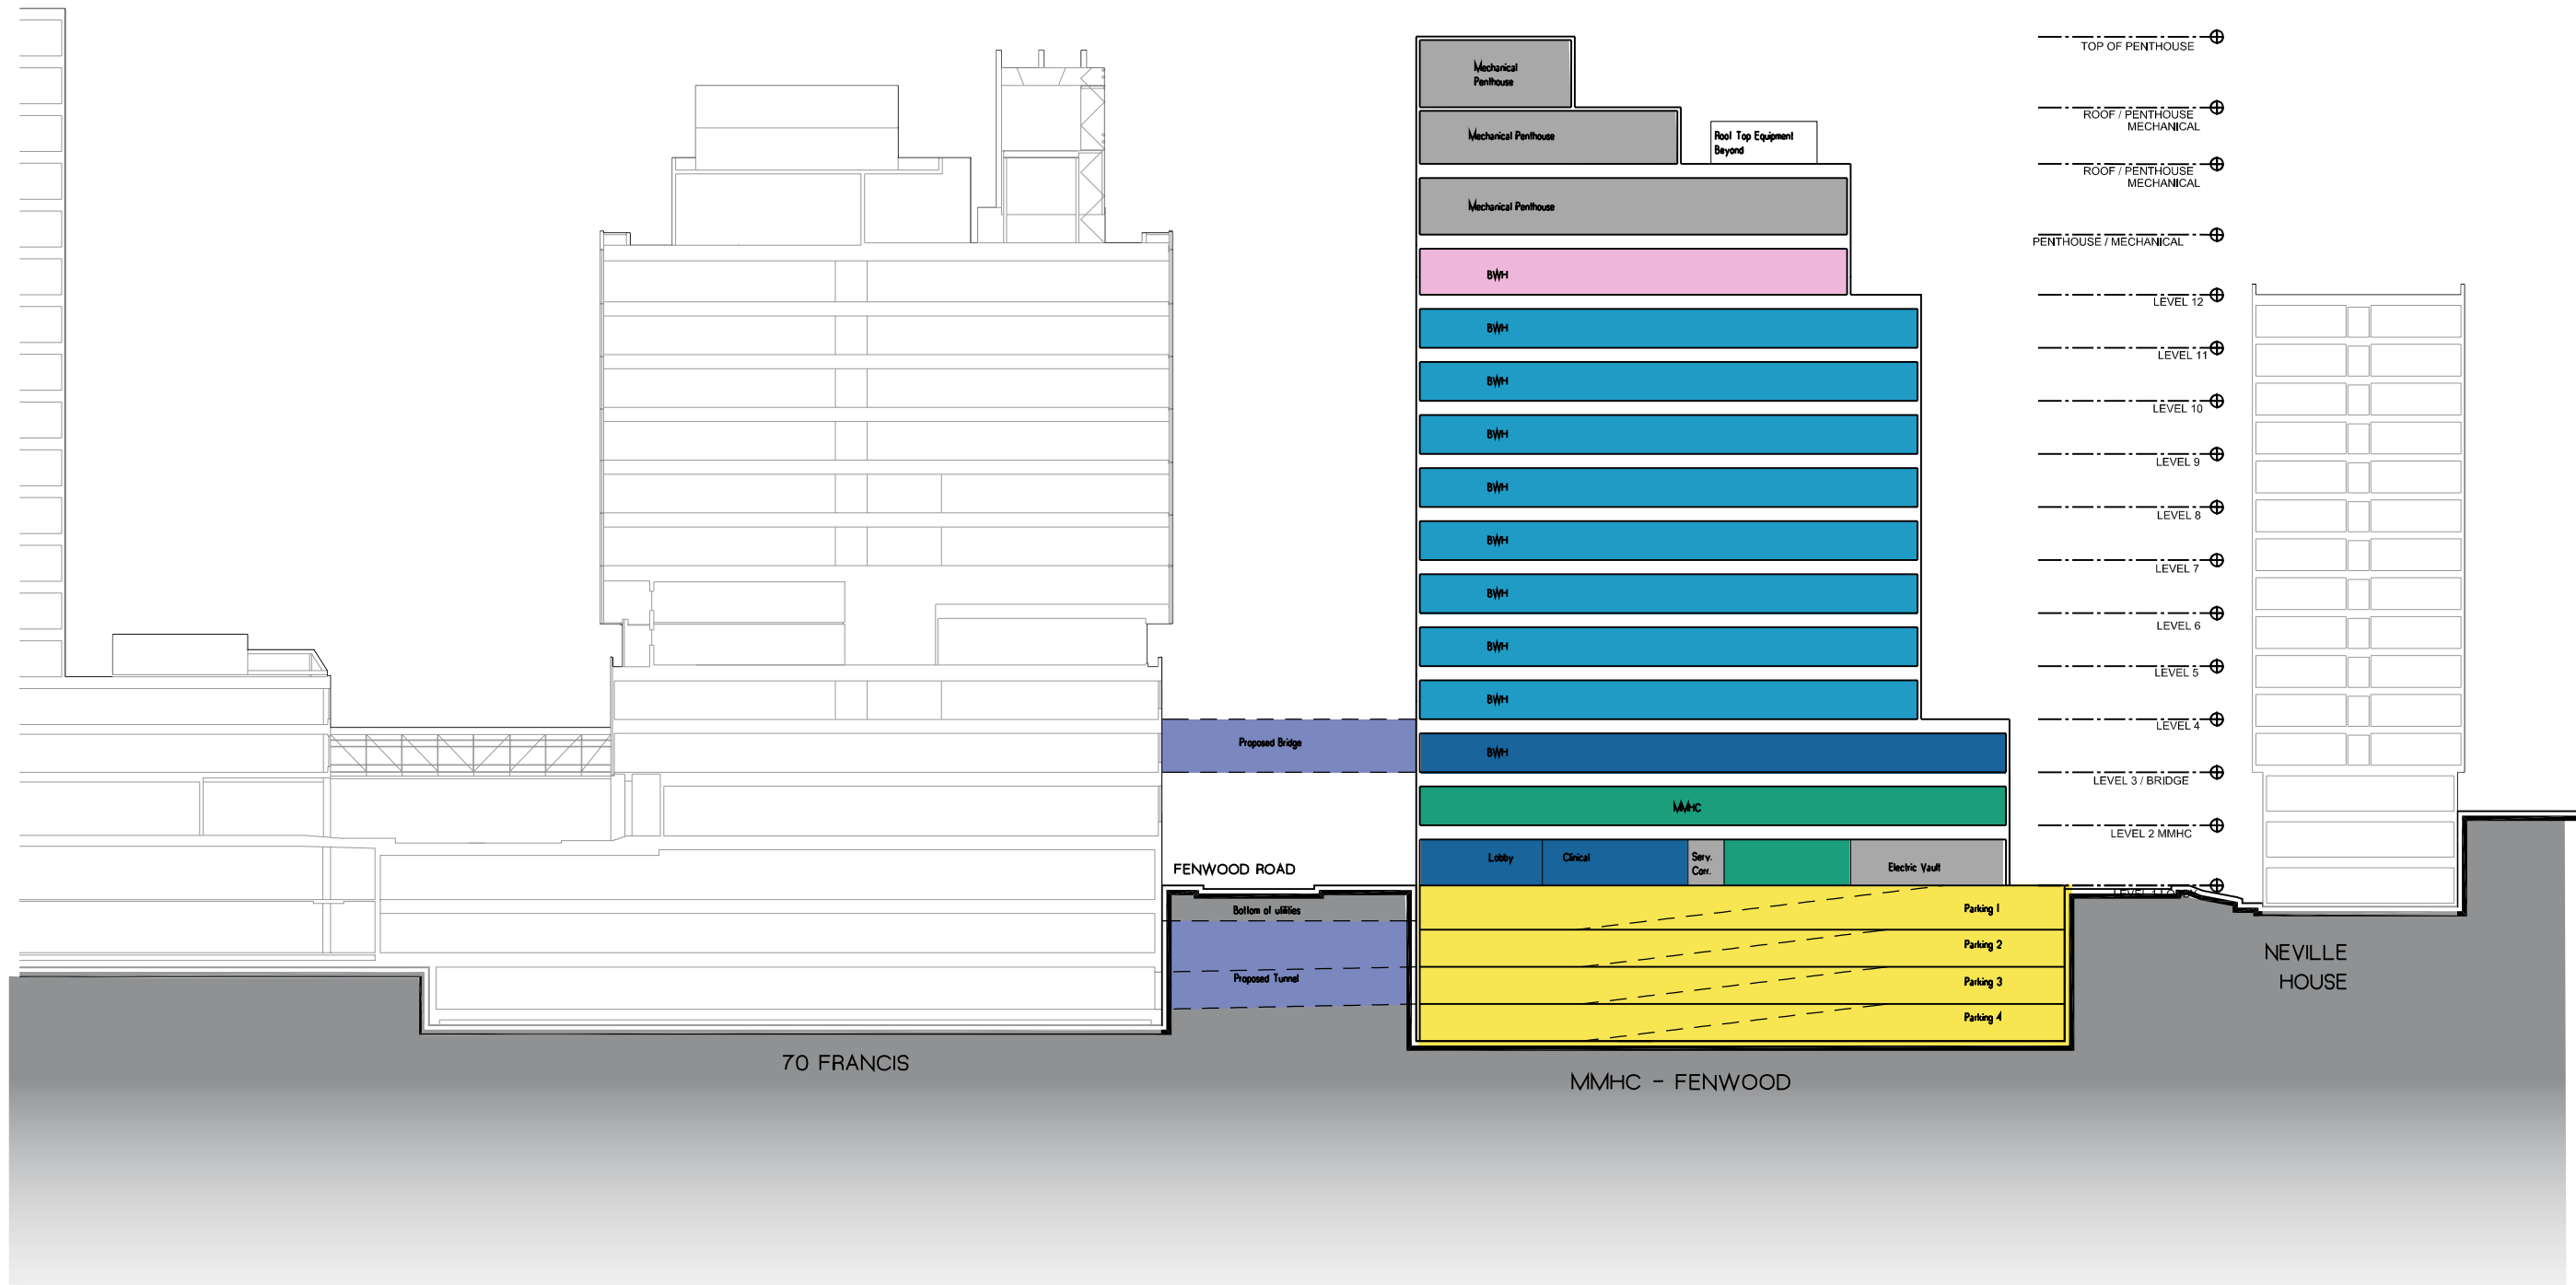 TOP OF PENTHOUSE
Mechanical
Penthouse
ROOF / PENTHOUSE
MECHANICAL
Mechanical Penthouse
Roof Top Equipment
Beyond
ROOF / PENTHOUSE
MECHANICAL
Mechanical Penthouse
PENTHOUSE / MECHANICAL
BWH
LEVEL 12
BWH
LEVEL 11
BWH
LEVEL 10
BWH
LEVEL 9
BWH
LEVEL 8
BWH
LEVEL 7
BWH
LEVEL 6
BWH
LEVEL 5
BWH
LEVEL 4
Proposed Bridge
BWH
LEVEL 3 / BRIDGE
MMHC
LEVEL 2 MMHC
Lobby
Clinical
Serv.
Corr.
Electric Vault
FENWOOD ROAD
LEVEL 1 LOBBY
Bottom of utilities
Parking 1
Parking 2
Proposed Tunnel
Parking 3
Parking 4
NEVILLE
HOUSE
70 FRANCIS
MMHC - FENWOOD